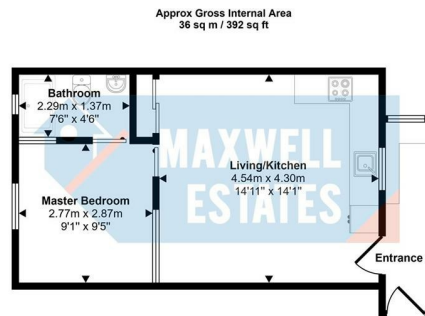 Approx Gross Internal Area
36 sq m / 392 sq ft
Bathroom
2.29m x 1.37m
7'6" x 4'6"
MAXWELL
ESTATES
Living/Kitchen
4.54m x 4.30m
14'11" x 14'1"
Master Bedroom
2.77m x 2.87m
9'1" x 9'5"
Entrance